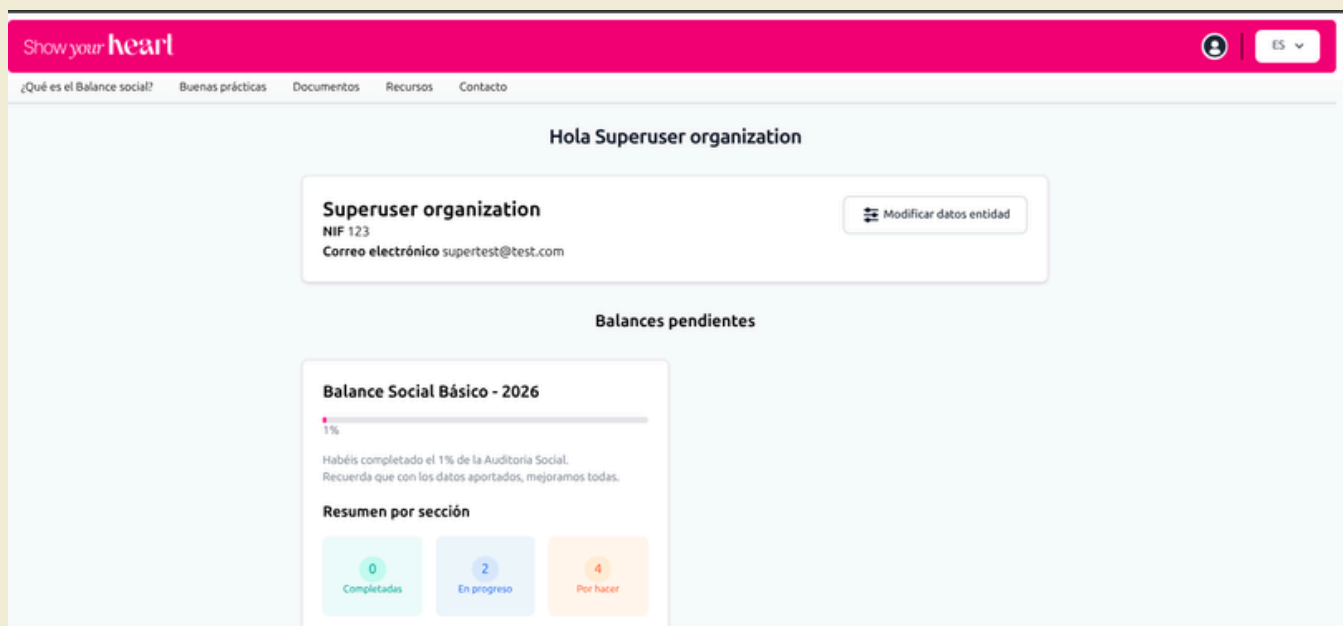 Show your heart
ES
¿Qué es el Balance social? Buenas prácticas Documentos Recursos Contacto
Hola Superuser organization
Superuser organization
Modificar datos entidad
NIF 123
Correo electrónico supertest@test.com
Balances pendientes
Balance Social Básico - 2026
1%
Habéis completado el 1% de la Auditoria Social.
Recuerda que con los datos aportados, mejoramos todas.
Resumen por sección
0 2 4
Completadas En progreso Por hacer